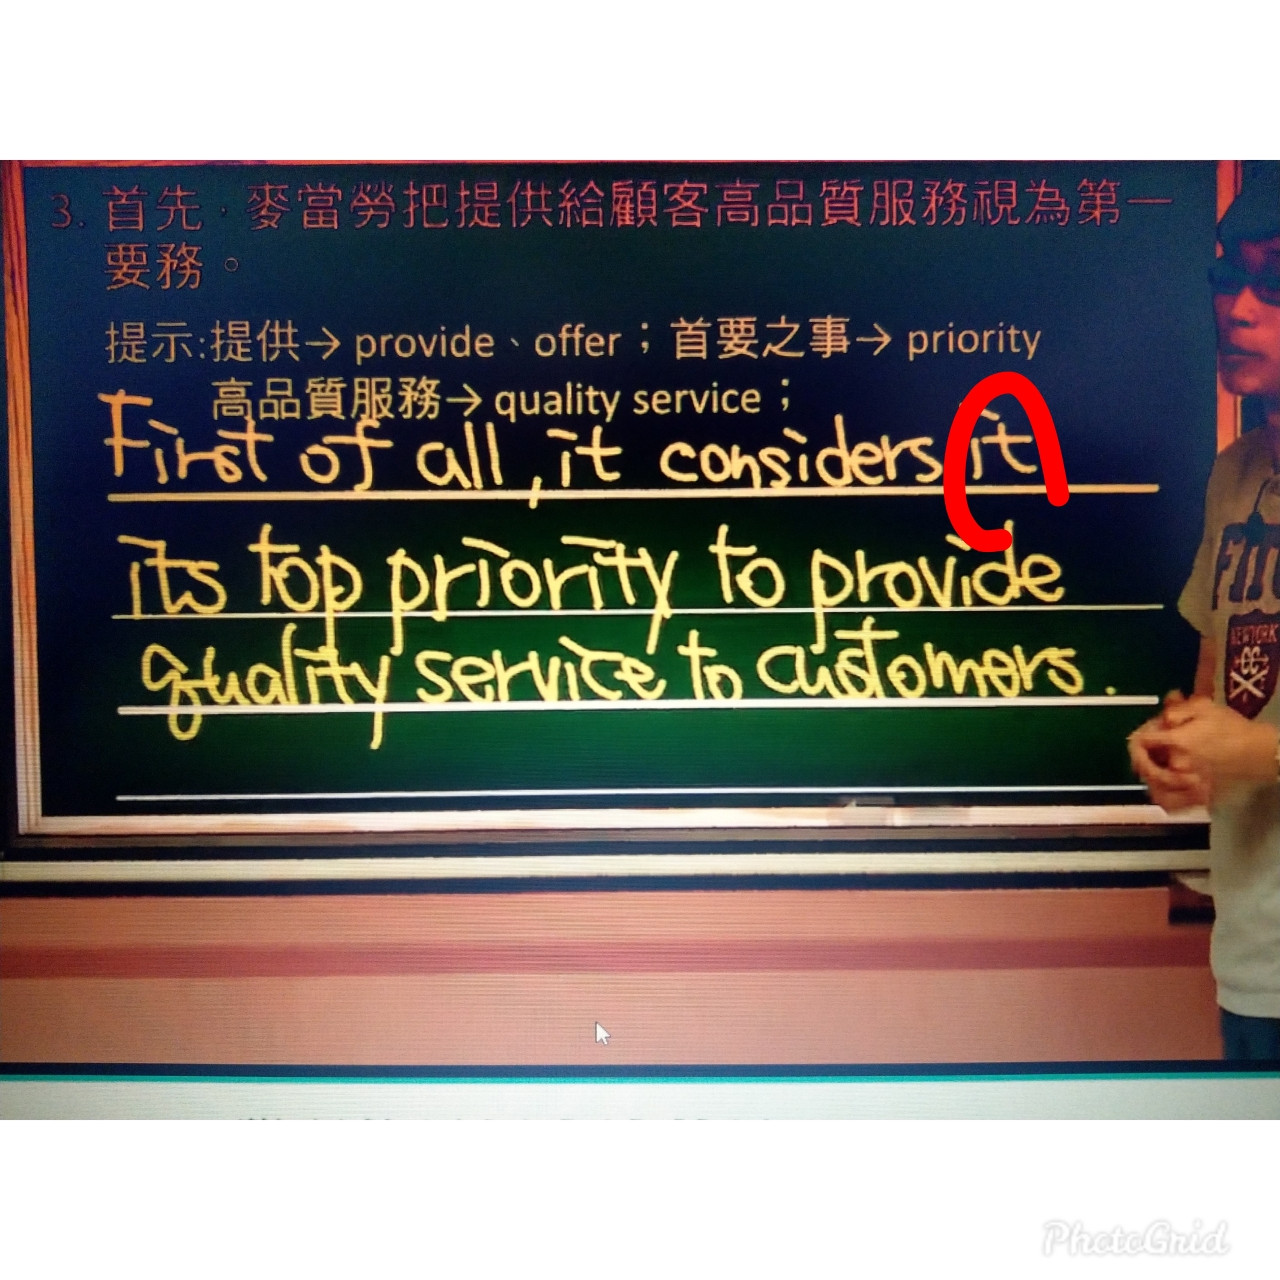 3. 首先，麥當勞把提供給顧客高品質服務視為第一
要務。
提示:提供→ provide、offer；首要之事→ priority
高品質服務→ quality service；
First of all, it considers it
its top priority to provide
quality service to customers.
NEWYORK
PhotoGrid